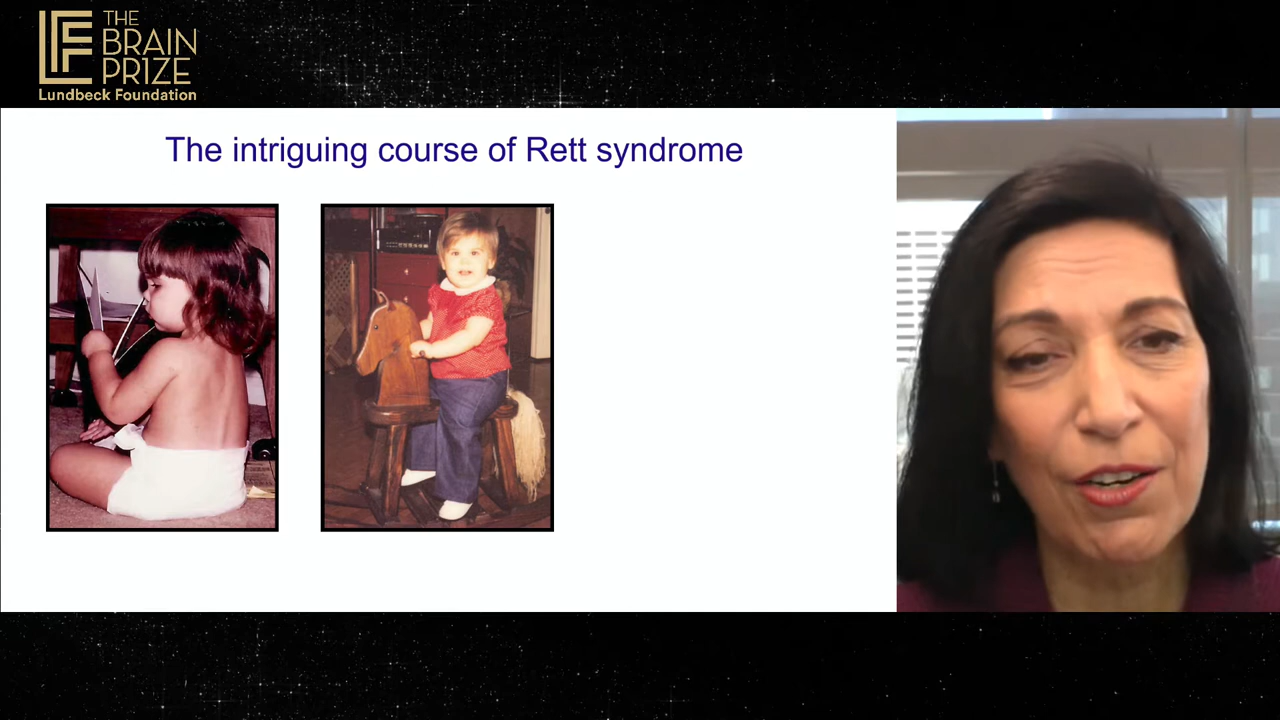 THE
BRAIN
PRIZE
Lundbeck Foundation
The intriguing course of Rett syndrome